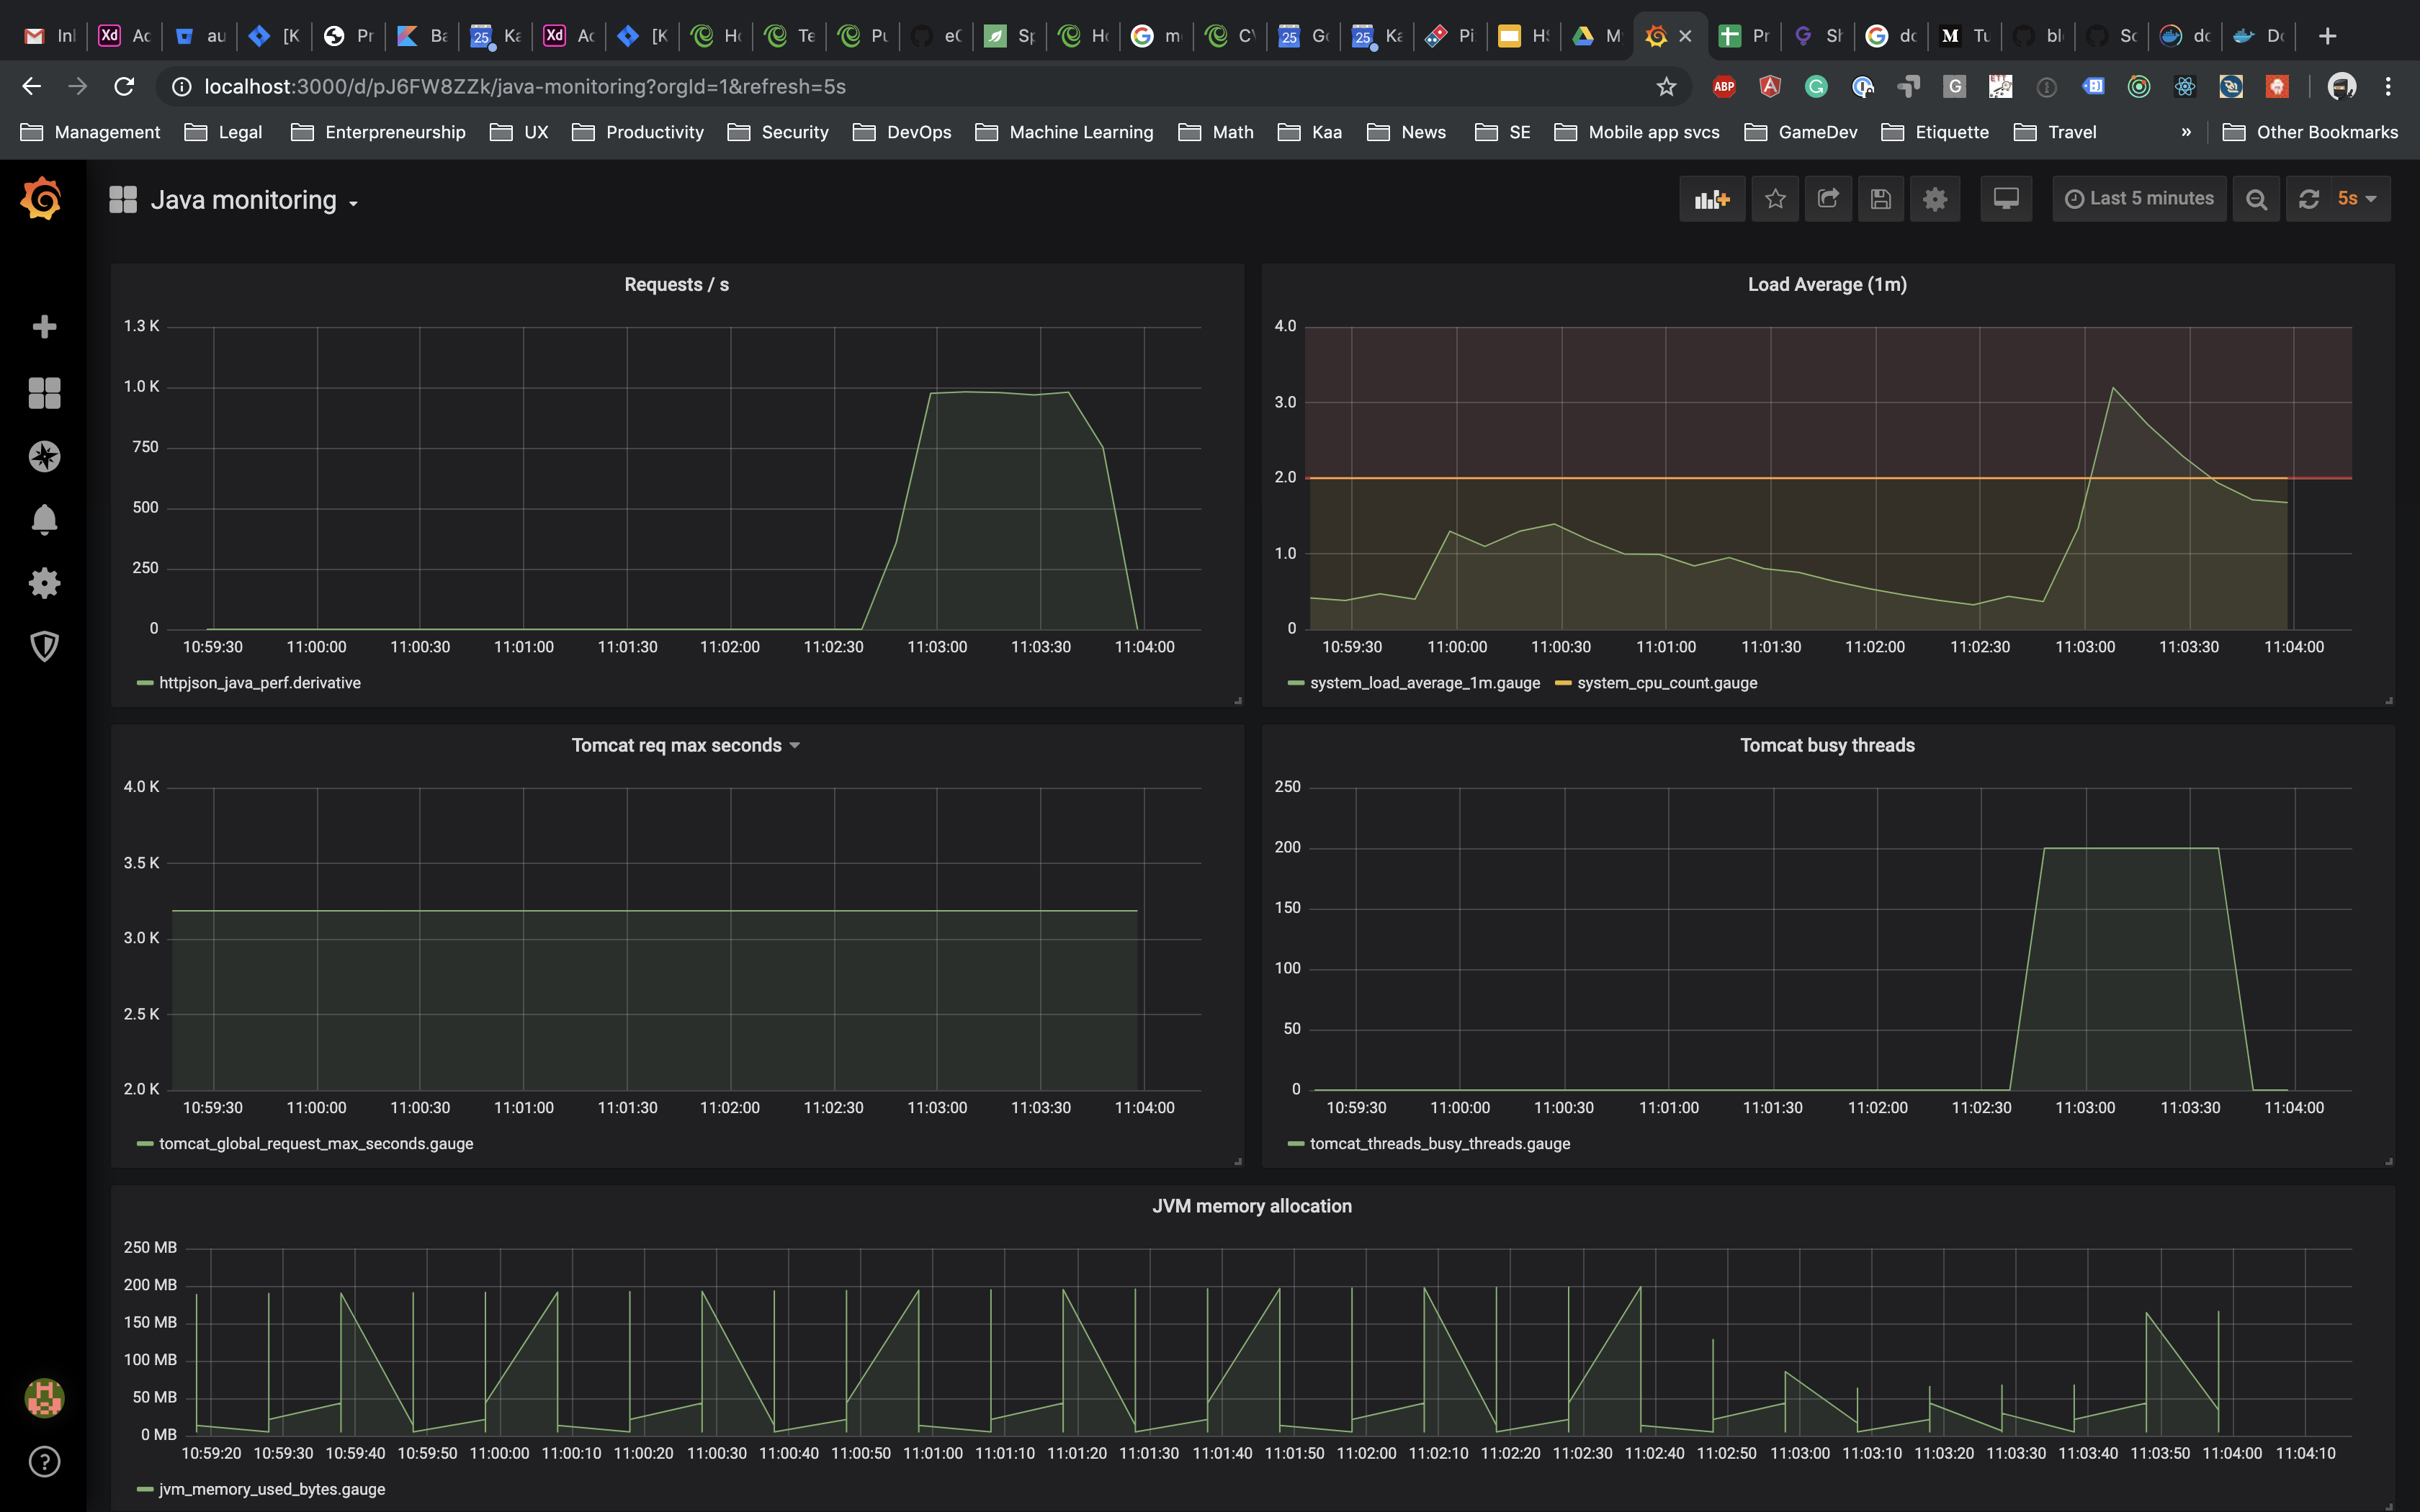 Inl Xd Ac au [K Pr Ba 25 Ka Xd Ac [K Ho Te Pu eC Sp Ho m C 25 Go 25 Ka Pi HS M Pr Sh do M Tu bl Sc dc Do
localhost:3000/d/pJ6FW8ZZk/java-monitoring?orgId=1&refresh=5s ABP
Management Legal Enterpreneurship UX Productivity Security DevOps Machine Learning Math Kaa News SE Mobile app svcs GameDev Etiquette Travel » Other Bookmarks
Java monitoring Last 5 minutes 5s
Requests / s
1.3 K
1.0 K
750
500
250
0
10:59:30 11:00:00 11:00:30 11:01:00 11:01:30 11:02:00 11:02:30 11:03:00 11:03:30 11:04:00
httpjson_java_perf.derivative
Load Average (1m)
4.0
3.0
2.0
1.0
0
10:59:30 11:00:00 11:00:30 11:01:00 11:01:30 11:02:00 11:02:30 11:03:00 11:03:30 11:04:00
system_load_average_1m.gauge system_cpu_count.gauge
Tomcat req max seconds
4.0 K
3.5 K
3.0 K
2.5 K
2.0 K
10:59:30 11:00:00 11:00:30 11:01:00 11:01:30 11:02:00 11:02:30 11:03:00 11:03:30 11:04:00
tomcat_global_request_max_seconds.gauge
Tomcat busy threads
250
200
150
100
50
0
10:59:30 11:00:00 11:00:30 11:01:00 11:01:30 11:02:00 11:02:30 11:03:00 11:03:30 11:04:00
tomcat_threads_busy_threads.gauge
JVM memory allocation
250 MB
200 MB
150 MB
100 MB
50 MB
0 MB
10:59:20 10:59:30 10:59:40 10:59:50 11:00:00 11:00:10 11:00:20 11:00:30 11:00:40 11:00:50 11:01:00 11:01:10 11:01:20 11:01:30 11:01:40 11:01:50 11:02:00 11:02:10 11:02:20 11:02:30 11:02:40 11:02:50 11:03:00 11:03:10 11:03:20 11:03:30 11:03:40 11:03:50 11:04:00 11:04:10
jvm_memory_used_bytes.gauge